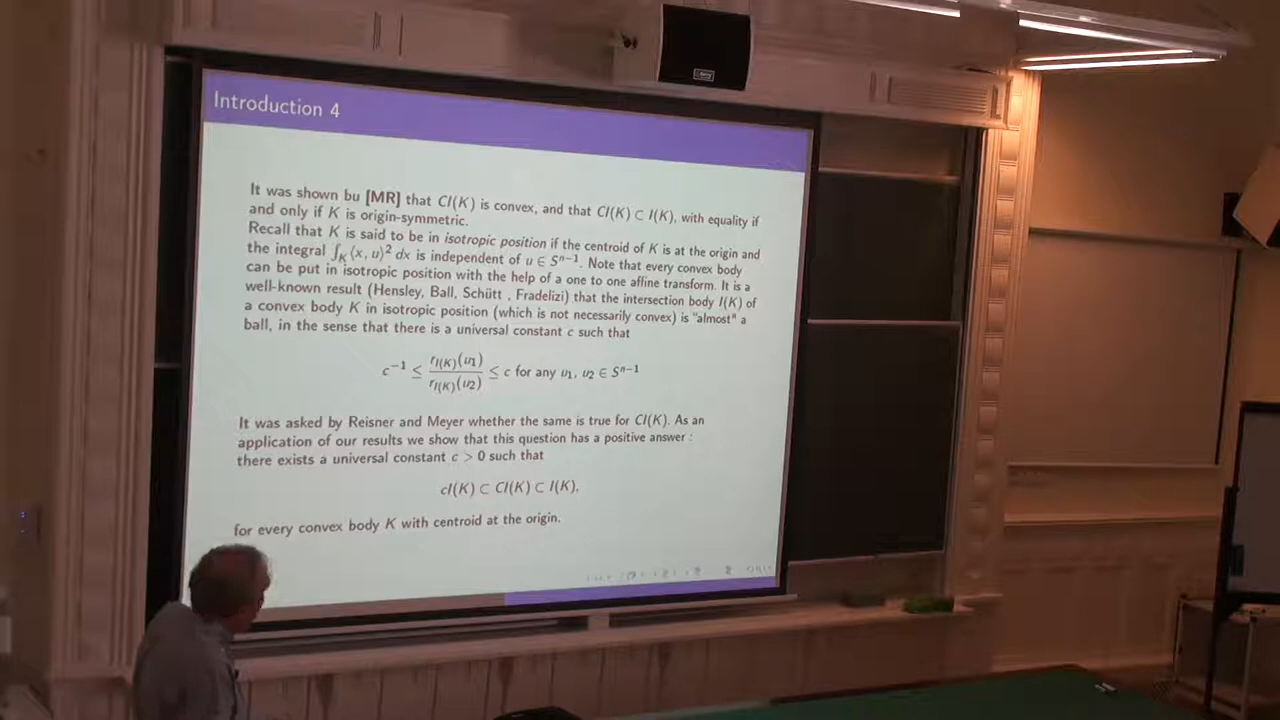 Introduction 4
It was shown bu [MR] that CI(K) is convex, and that CI(K) ⊂ I(K), with equality if
and only if K is origin-symmetric.
Recall that K is said to be in isotropic position if the centroid of K is at the origin and
the integral ∫_K ⟨x, u⟩² dx is independent of u ∈ Sⁿ⁻¹. Note that every convex body
can be put in isotropic position with the help of a one to one affine transform. It is a
well-known result (Hensley, Ball, Schütt , Fradelizi) that the intersection body I(K) of
a convex body K in isotropic position (which is not necessarily convex) is "almost" a
ball, in the sense that there is a universal constant c such that
c⁻¹ ≤ r_{I(K)}(u₁) / r_{I(K)}(u₂) ≤ c for any u₁, u₂ ∈ Sⁿ⁻¹
It was asked by Reisner and Meyer whether the same is true for CI(K). As an
application of our results we show that this question has a positive answer :
there exists a universal constant c > 0 such that
cI(K) ⊂ CI(K) ⊂ I(K),
for every convex body K with centroid at the origin.